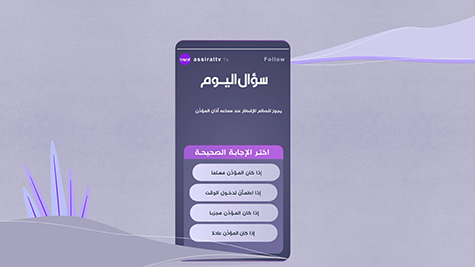 assirattv 5s Follow
سؤال اليوم
يجوز للصائم الإفطار عند سماعه أذان المؤذن
اختر الإجابة الصحيحة
إذا كان المؤذن مسلما
إذا اطمأن لدخول الوقت
إذا كان المؤذن مجربا
إذا كان المؤذن عادلا